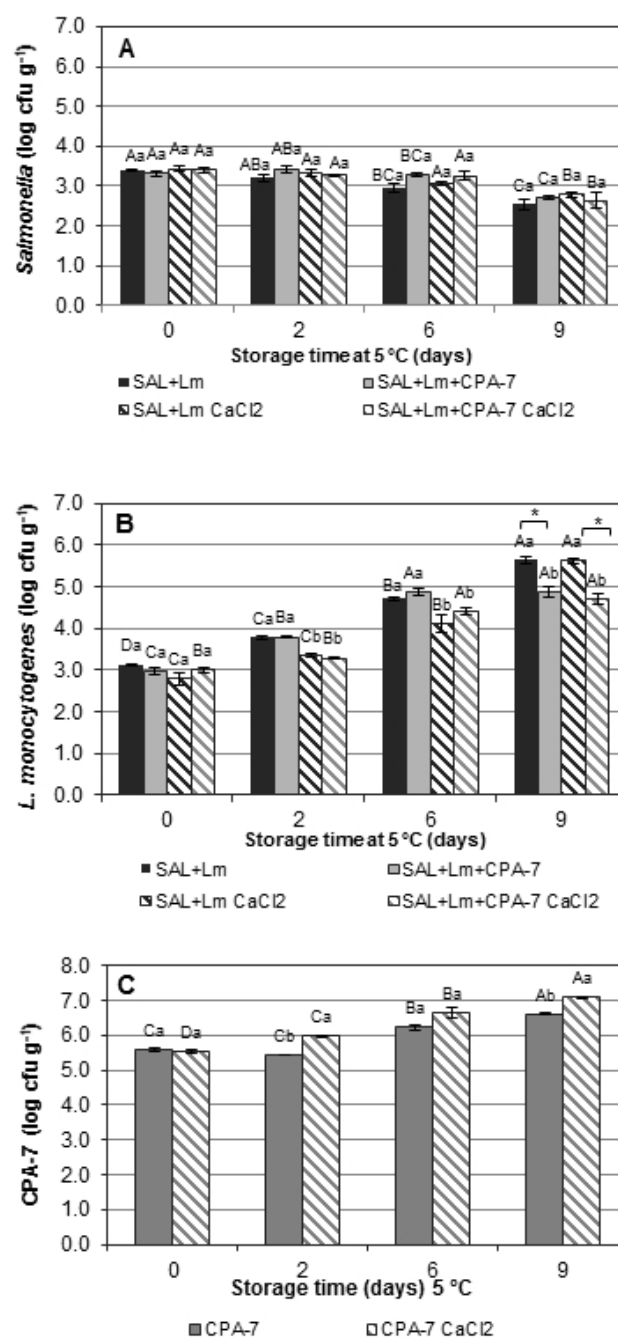 A
Salmonella (log cfu g⁻¹)
7.0
6.0
5.0
4.0
3.0
2.0
1.0
0.0
Aa Aa Aa Aa
ABa ABa Aa Aa
BCa BCa Aa Aa
Ca Ca Ba Ba
0 2 6 9
Storage time at 5 ºC (days)
SAL+Lm SAL+Lm+CPA-7
SAL+Lm CaCl2 SAL+Lm+CPA-7 CaCl2
B
L. monocytogenes (log cfu g⁻¹)
7.0
6.0
5.0
4.0
3.0
2.0
1.0
0.0
Da Ca Ca Ba
Ca Ba Cb Bb
Ba Aa Bb Ab
* *
Aa Ab Aa Ab
0 2 6 9
Storage time at 5 ºC (days)
SAL+Lm SAL+Lm+CPA-7
SAL+Lm CaCl2 SAL+Lm+CPA-7 CaCl2
C
CPA-7 (log cfu g⁻¹)
8.0
7.0
6.0
5.0
4.0
3.0
2.0
1.0
0.0
Ca Da
Cb Ca
Ba Ba
Ab Aa
0 2 6 9
Storage time (days) 5 ºC
CPA-7 CPA-7 CaCl2